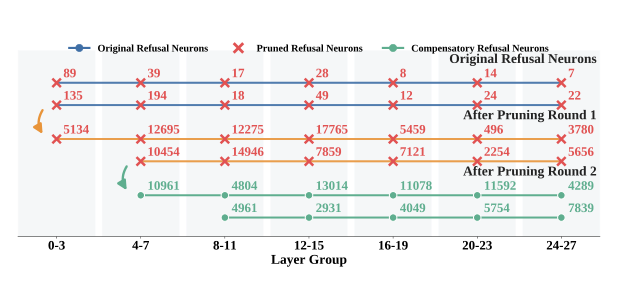 Original Refusal Neurons Pruned Refusal Neurons Compensatory Refusal Neurons
Original Refusal Neurons
89 39 17 28 8 14 7
135 194 18 49 12 24 22
After Pruning Round 1
5134 12695 12275 17765 5459 496 3780
10454 14946 7859 7121 2254 5656
After Pruning Round 2
10961 4804 13014 11078 11592 4289
4961 2931 4049 5754 7839
0-3 4-7 8-11 12-15 16-19 20-23 24-27
Layer Group